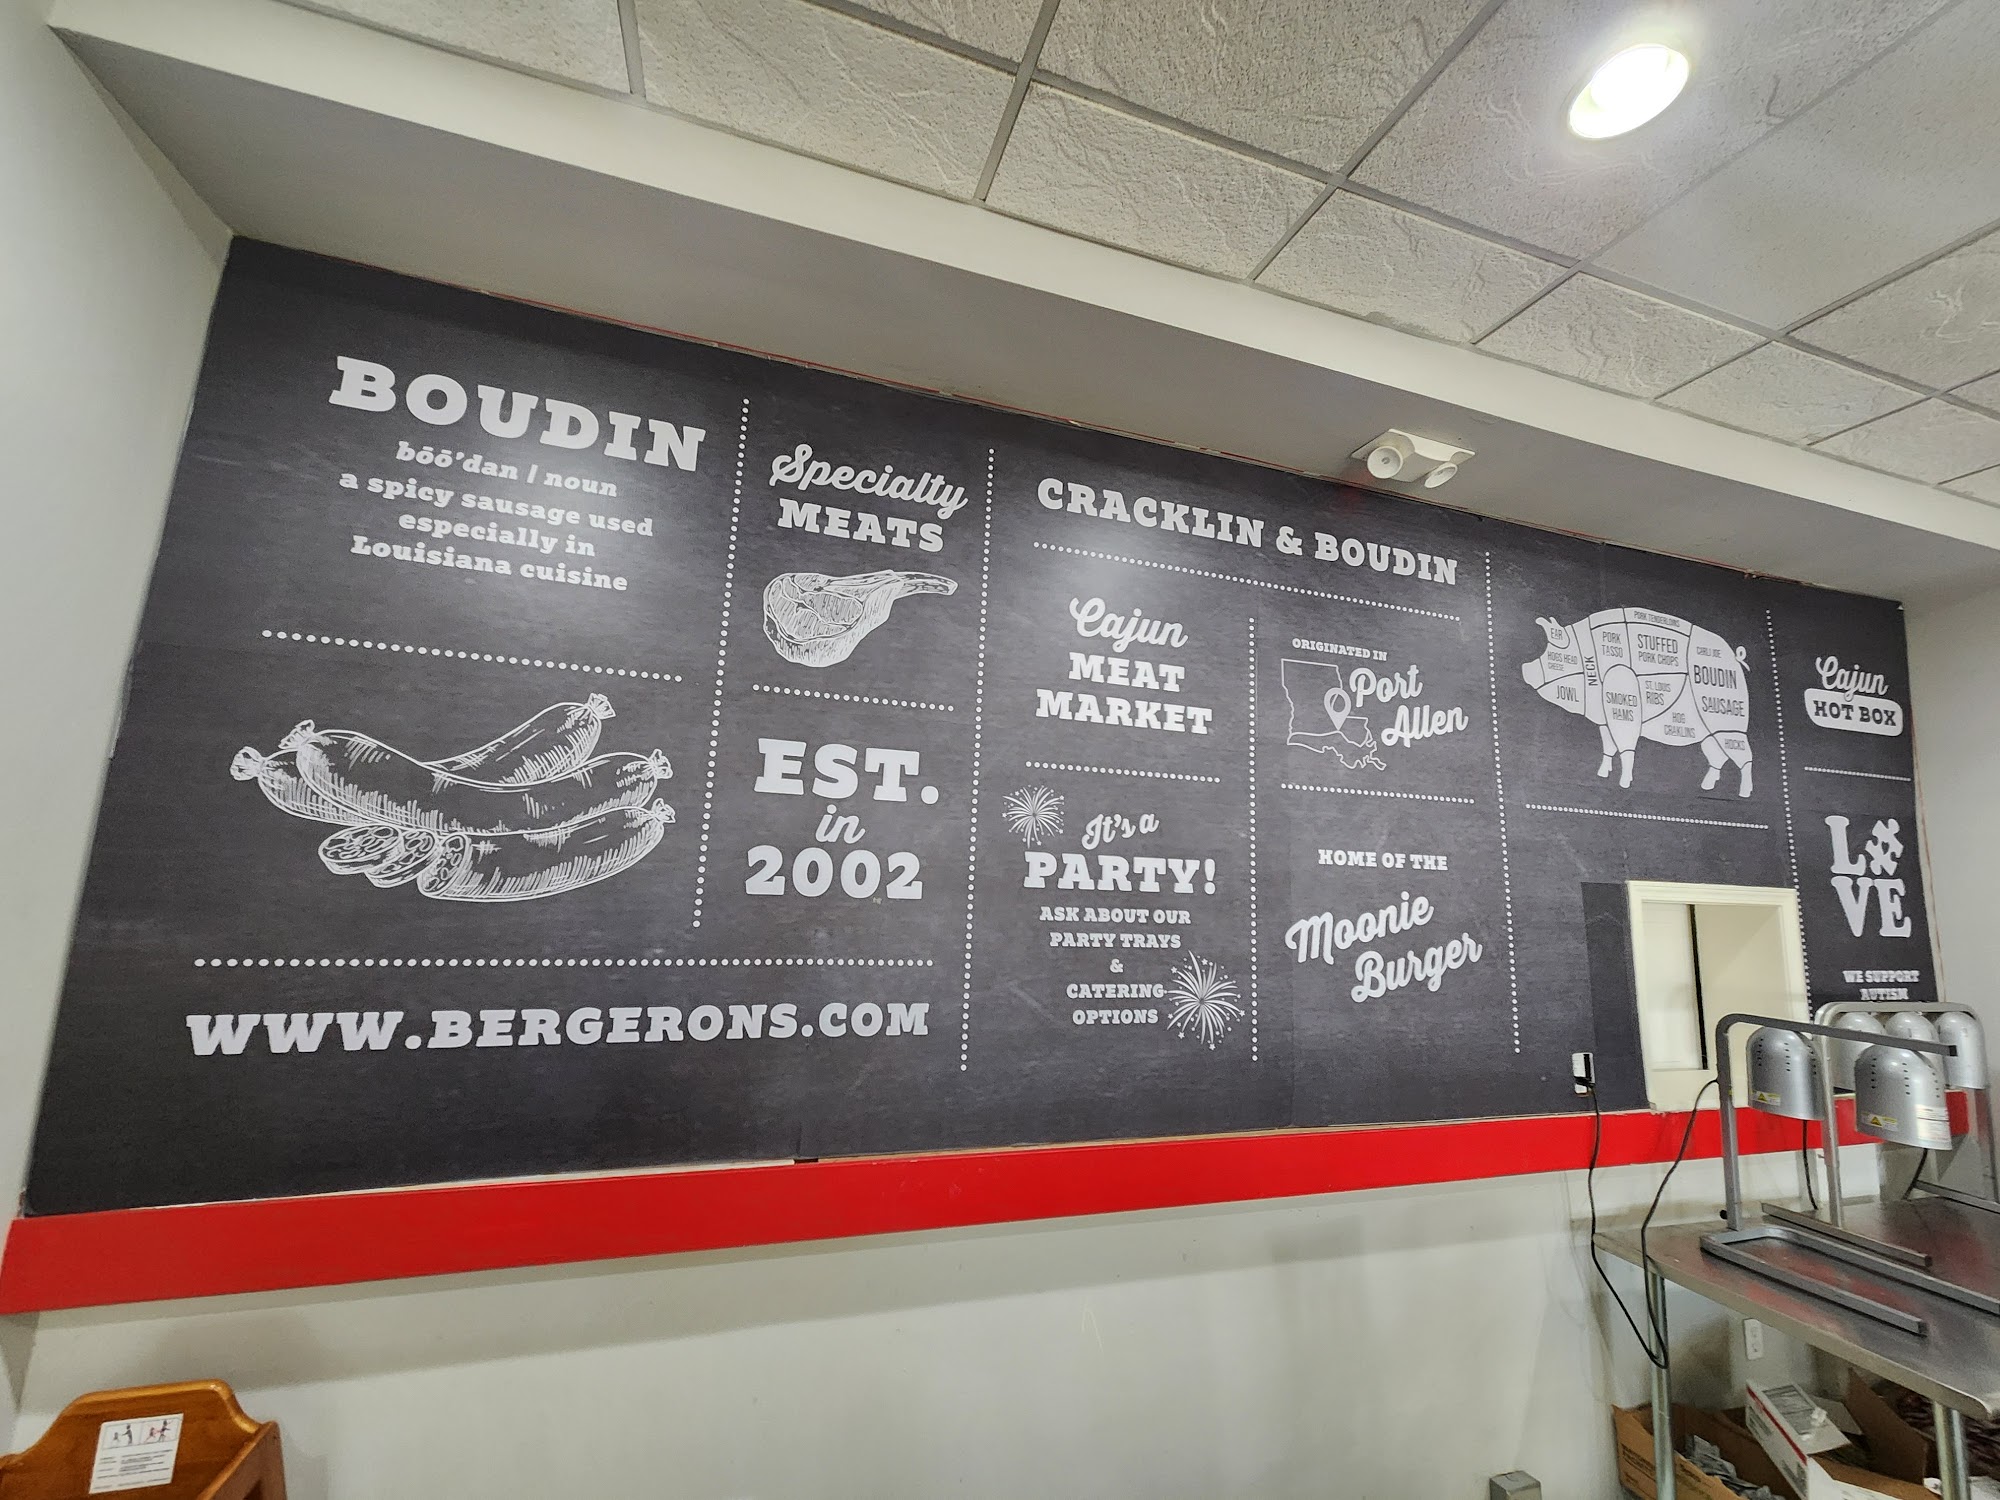 BOUDIN
bōō'dan / noun
a spicy sausage used
especially in
Louisiana cuisine
WWW.BERGERONS.COM
Specialty
MEATS
EST.
in
2002
CRACKLIN & BOUDIN
Cajun
MEAT
MARKET
It's a
PARTY!
ASK ABOUT OUR
PARTY TRAYS
&
CATERING
OPTIONS
ORIGINATED IN
Port
Allen
HOME OF THE
Moonie
Burger
EAR
HOGS HEAD
CHEESE
JOWL
NECK
PORK
TASSO
PORK TENDERLOINS
STUFFED
PORK CHOPS
SMOKED
HAMS
ST. LOUIS
RIBS
HOG
CRAKLINS
BOUDIN
SAUSAGE
HOCKS
Cajun
HOT BOX
LOVE
WE SUPPORT
AUTISM